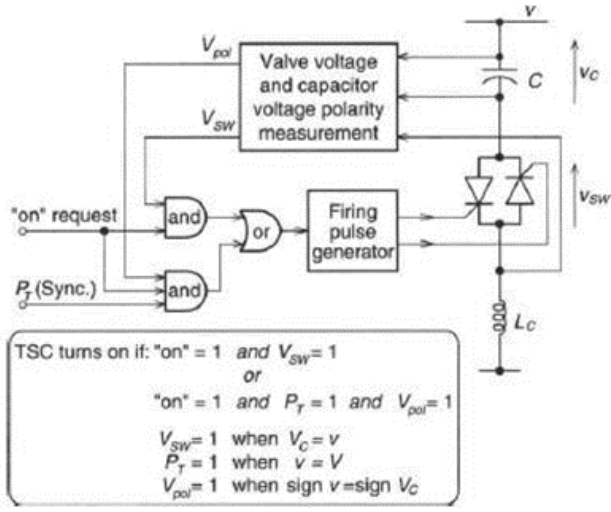 v
V_pol
Valve voltage
and capacitor
voltage polarity
measurement
C
v_C
V_SW
"on" request
and
or
Firing
pulse
generator
v_SW
P_T (Sync.)
and
L_C
TSC turns on if: "on" = 1 and V_SW = 1
or
"on" = 1 and P_T = 1 and V_pol = 1
V_SW = 1 when V_C = v
P_T = 1 when v = V
V_pol = 1 when sign v = sign V_C